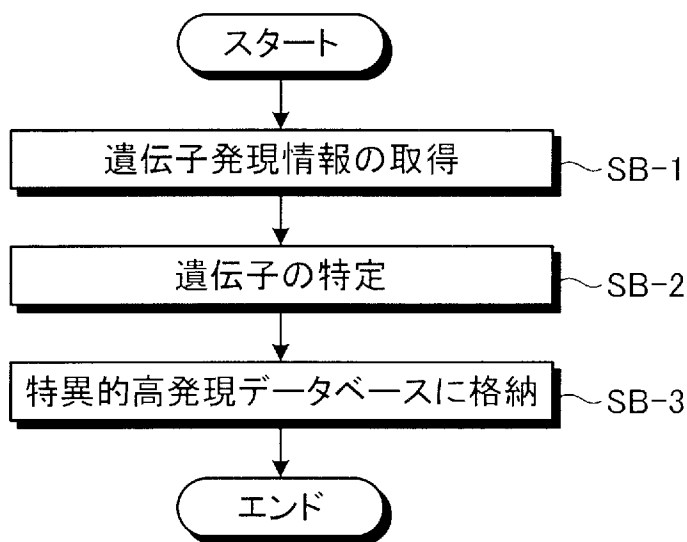 スタート
遺伝子発現情報の取得
SB-1
遺伝子の特定
SB-2
特異的高発現データベースに格納
SB-3
エンド